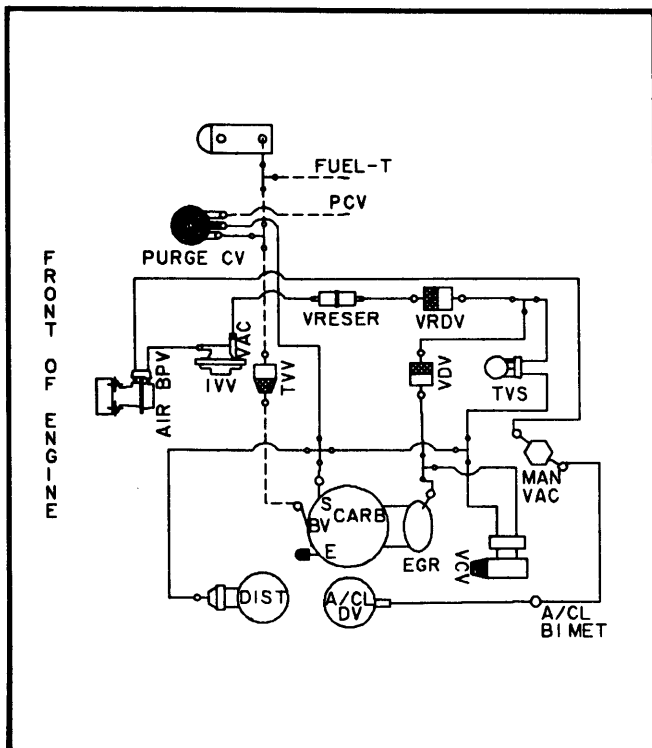 FUEL-T
PCV
PURGE CV
FRONT OF ENGINE
VRESER
VRDV
VAC
IVV
AIR BPV
TVV
VDV
TVS
MAN
VAC
S
BV
CARB
E
EGR
VCV
DIST
A/CL
DV
A/CL
BIMET